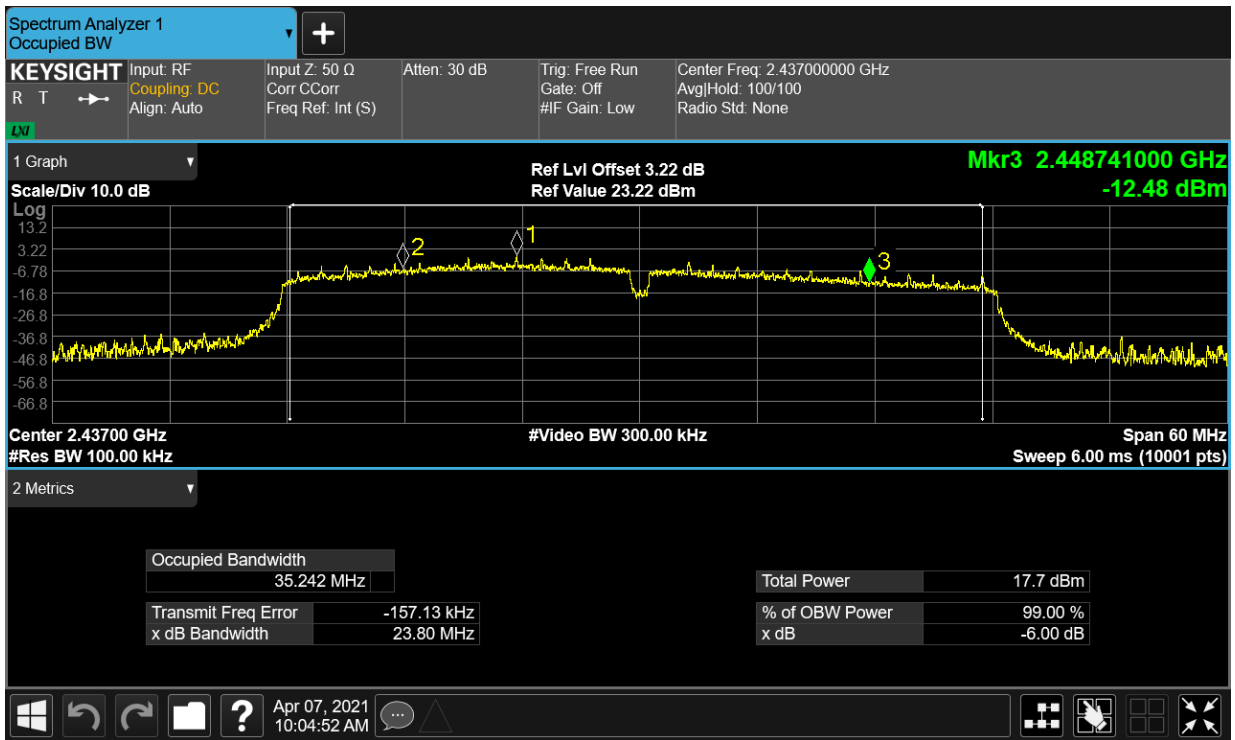 Spectrum Analyzer 1
Occupied BW
▼
+
KEYSIGHT
R T
LXI
Input: RF
Coupling: DC
Align: Auto
Input Z: 50 Ω
Corr CCorr
Freq Ref: Int (S)
Atten: 30 dB
Trig: Free Run
Gate: Off
#IF Gain: Low
Center Freq: 2.437000000 GHz
Avg|Hold: 100/100
Radio Std: None
1 Graph ▼
Scale/Div 10.0 dB
Ref Lvl Offset 3.22 dB
Ref Value 23.22 dBm
Mkr3 2.448741000 GHz
-12.48 dBm
Log
13.2
3.22
-6.78
-16.8
-26.8
-36.8
-46.8
-56.8
-66.8
2
1
3
Center 2.43700 GHz
#Res BW 100.00 kHz
#Video BW 300.00 kHz
Span 60 MHz
Sweep 6.00 ms (10001 pts)
2 Metrics ▼
Occupied Bandwidth
35.242 MHz
Transmit Freq Error -157.13 kHz
x dB Bandwidth 23.80 MHz
Total Power 17.7 dBm
% of OBW Power 99.00 %
x dB -6.00 dB
?
Apr 07, 2021
10:04:52 AM